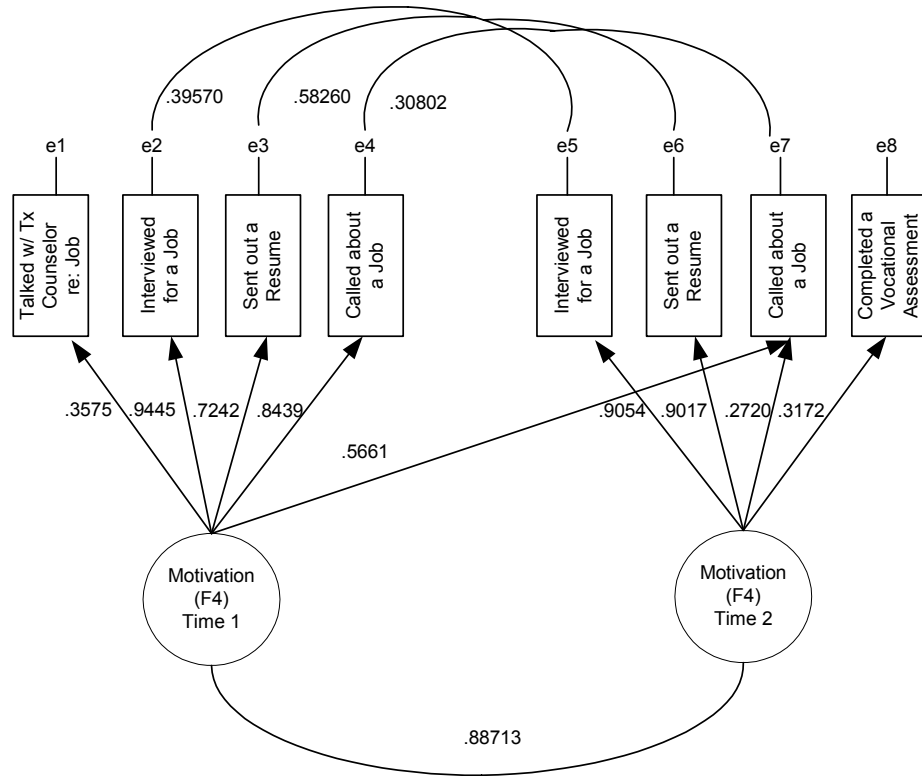 .39570
.58260
.30802
e1
e2
e3
e4
e5
e6
e7
e8
Talked w/ Tx
Counselor
re: Job
Interviewed
for a Job
Sent out a
Resume
Called about
a Job
Interviewed
for a Job
Sent out a
Resume
Called about
a Job
Completed a
Vocational
Assessment
.3575
.9445
.7242
.8439
.5661
.9054
.9017
.2720
.3172
Motivation
(F4)
Time 1
Motivation
(F4)
Time 2
.88713